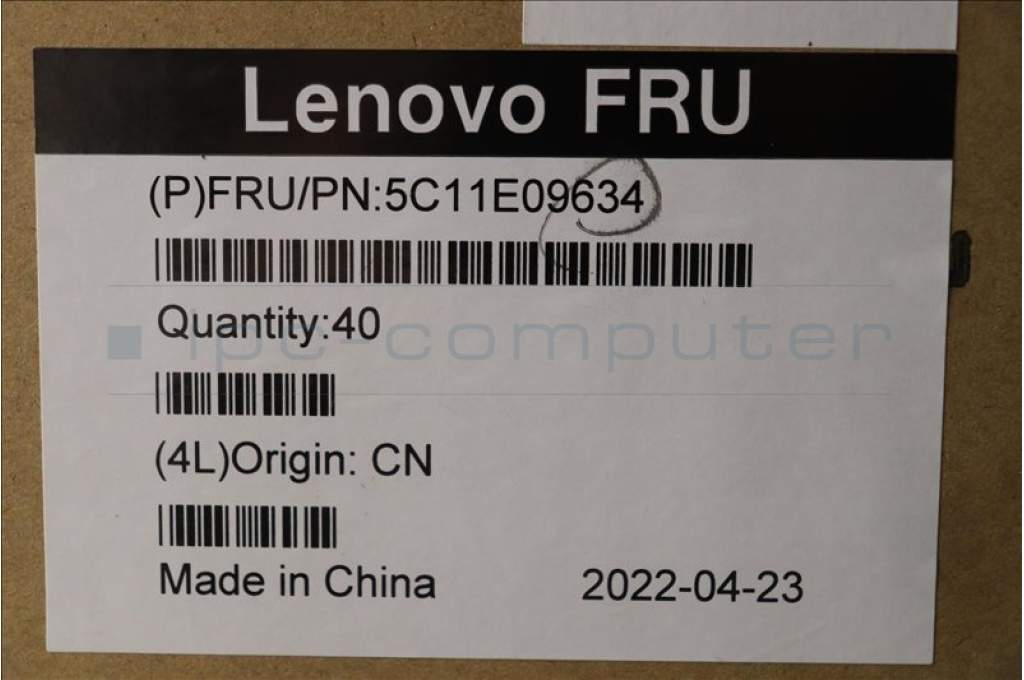 Lenovo FRU
(P)FRU/PN:5C11E09634
Quantity:40
ipc-computer
(4L)Origin: CN
Made in China 2022-04-23